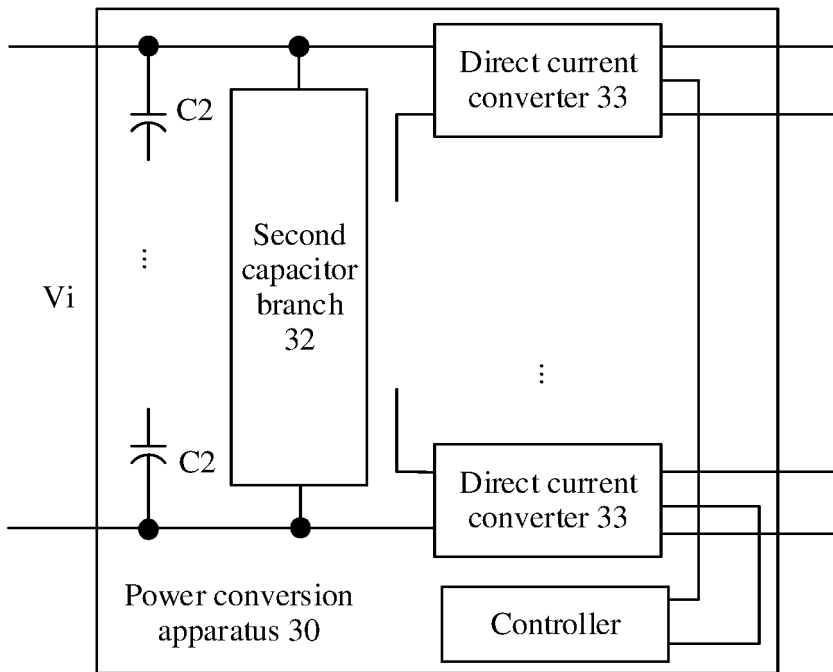 C2
Direct current
converter 33
Second
capacitor
branch
32
⋮
Vi
⋮
C2
Direct current
converter 33
Power conversion
apparatus 30
Controller